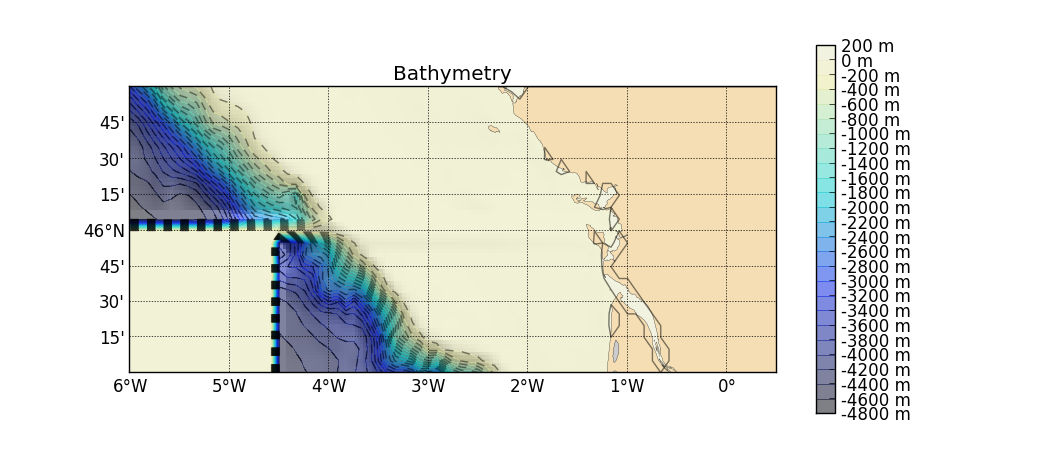 Bathymetry
45'
30'
15'
46°N
45'
30'
15'
6°W 5°W 4°W 3°W 2°W 1°W 0°
200 m
0 m
-200 m
-400 m
-600 m
-800 m
-1000 m
-1200 m
-1400 m
-1600 m
-1800 m
-2000 m
-2200 m
-2400 m
-2600 m
-2800 m
-3000 m
-3200 m
-3400 m
-3600 m
-3800 m
-4000 m
-4200 m
-4400 m
-4600 m
-4800 m